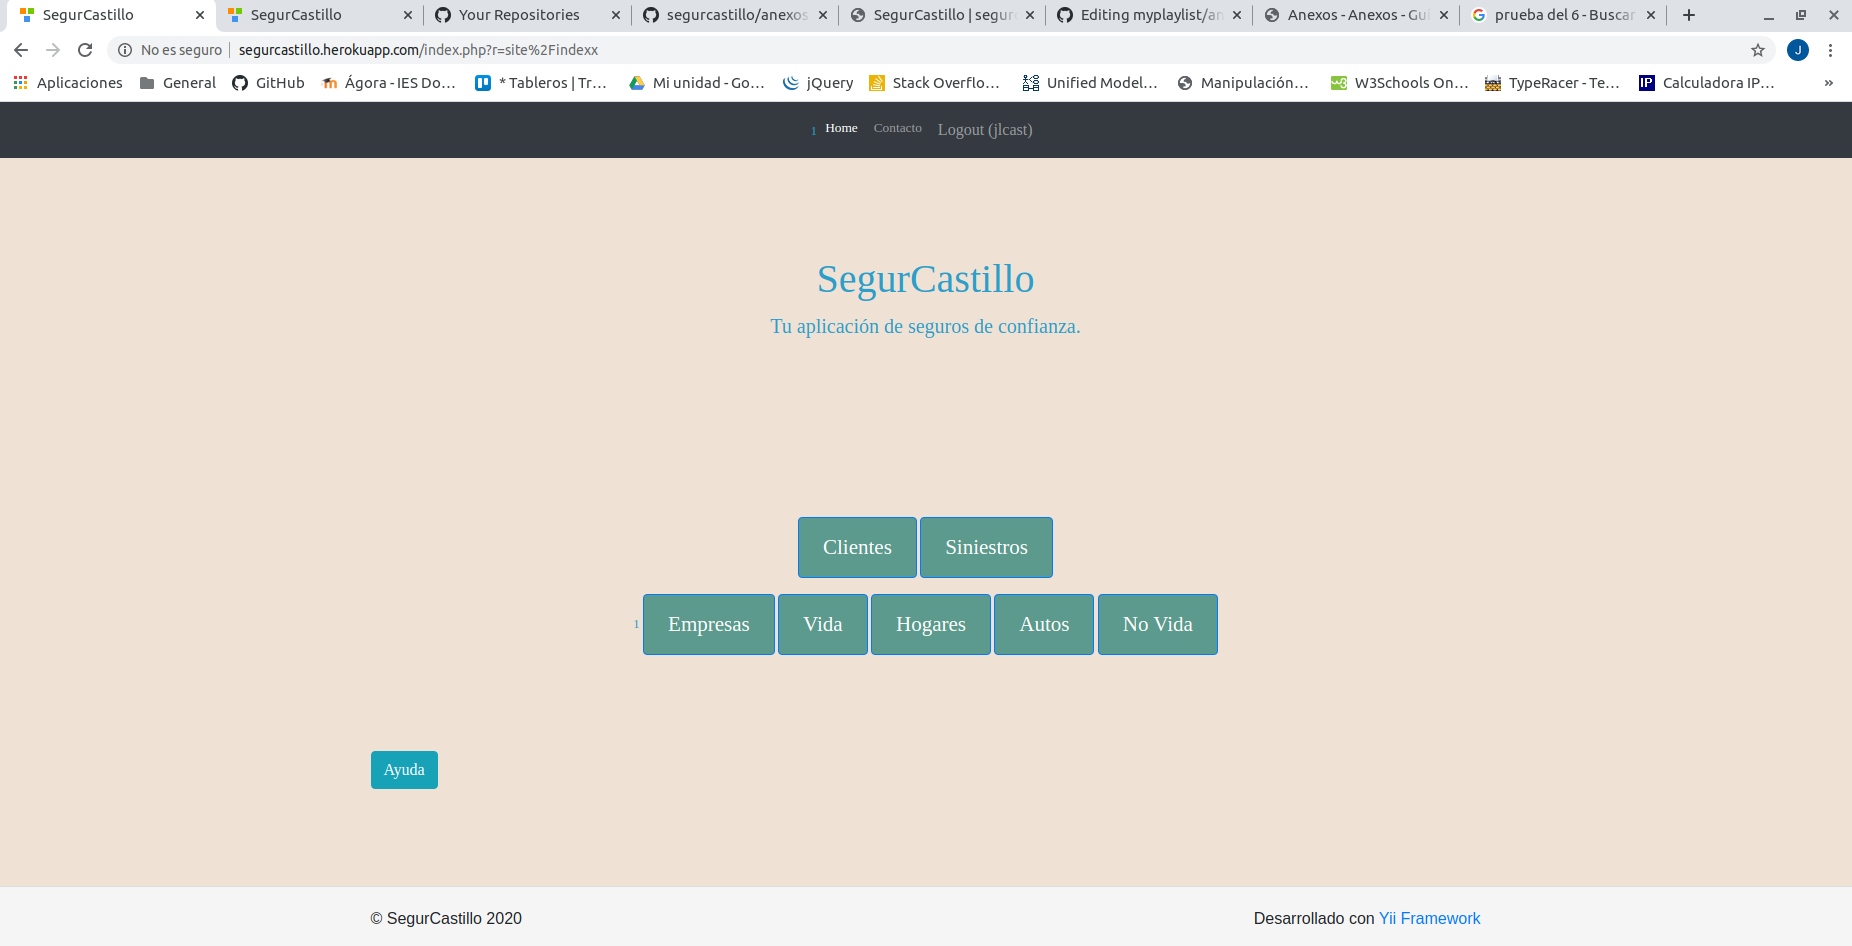 SegurCastillo SegurCastillo Your Repositories segurcastillo/anexos SegurCastillo | segur Editing myplaylist/an Anexos - Anexos - Gui prueba del 6 - Buscar
No es seguro segurcastillo.herokuapp.com/index.php?r=site%2Findexx J
Aplicaciones General GitHub Ágora - IES Do... * Tableros | Tr... Mi unidad - Go... jQuery Stack Overflo... Unified Model... Manipulación... W3Schools On... TypeRacer - Te... IP Calculadora IP... »
1 Home Contacto Logout (jlcast)
SegurCastillo
Tu aplicación de seguros de confianza.
Clientes Siniestros
1 Empresas Vida Hogares Autos No Vida
Ayuda
© SegurCastillo 2020 Desarrollado con Yii Framework